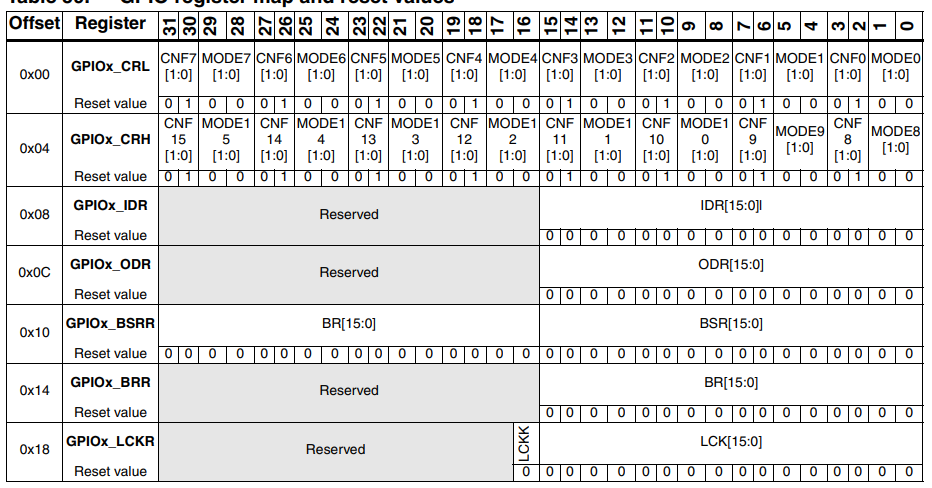 Offset Register 31 30 29 28 27 26 25 24 23 22 21 20 19 18 17 16 15 14 13 12 11 10 9 8 7 6 5 4 3 2 1 0
0x00 GPIOx_CRL CNF7 [1:0] MODE7 [1:0] CNF6 [1:0] MODE6 [1:0] CNF5 [1:0] MODE5 [1:0] CNF4 [1:0] MODE4 [1:0] CNF3 [1:0] MODE3 [1:0] CNF2 [1:0] MODE2 [1:0] CNF1 [1:0] MODE1 [1:0] CNF0 [1:0] MODE0 [1:0]
Reset value 0 1 0 0 0 1 0 0 0 1 0 0 0 1 0 0 0 1 0 0 0 1 0 0 0 1 0 0 0 1 0 0
0x04 GPIOx_CRH CNF 15 [1:0] MODE1 5 [1:0] CNF 14 [1:0] MODE1 4 [1:0] CNF 13 [1:0] MODE1 3 [1:0] CNF 12 [1:0] MODE1 2 [1:0] CNF 11 [1:0] MODE1 1 [1:0] CNF 10 [1:0] MODE1 0 [1:0] CNF 9 [1:0] MODE9 [1:0] CNF 8 [1:0] MODE8 [1:0]
Reset value 0 1 0 0 0 1 0 0 0 1 0 0 0 1 0 0 0 1 0 0 0 1 0 0 0 1 0 0 0 1 0 0
0x08 GPIOx_IDR Reserved IDR[15:0]l
Reset value 0 0 0 0 0 0 0 0 0 0 0 0 0 0 0 0
0x0C GPIOx_ODR Reserved ODR[15:0]
Reset value 0 0 0 0 0 0 0 0 0 0 0 0 0 0 0 0
0x10 GPIOx_BSRR BR[15:0] BSR[15:0]
Reset value 0 0 0 0 0 0 0 0 0 0 0 0 0 0 0 0 0 0 0 0 0 0 0 0 0 0 0 0 0 0 0 0
0x14 GPIOx_BRR Reserved BR[15:0]
Reset value 0 0 0 0 0 0 0 0 0 0 0 0 0 0 0 0
0x18 GPIOx_LCKR Reserved LCKK LCK[15:0]
Reset value 0 0 0 0 0 0 0 0 0 0 0 0 0 0 0 0 0